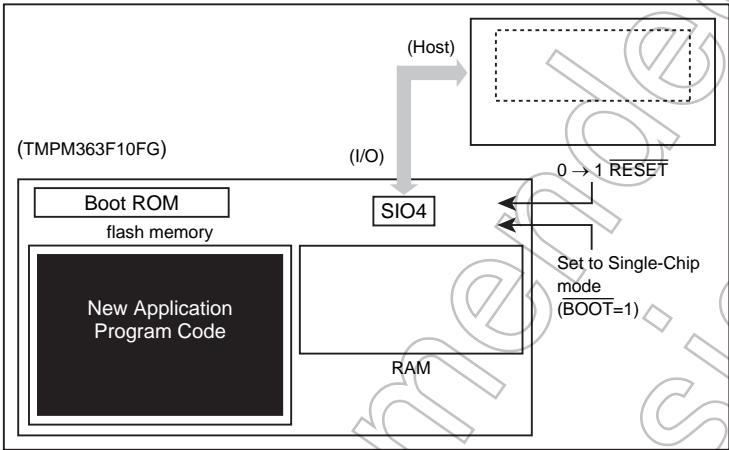 (Host)
(TMPM363F10FG)
(I/O)
0 → 1 RESET
Boot ROM
SIO4
flash memory
Set to Single-Chip
mode
(BOOT=1)
New Application
Program Code
RAM